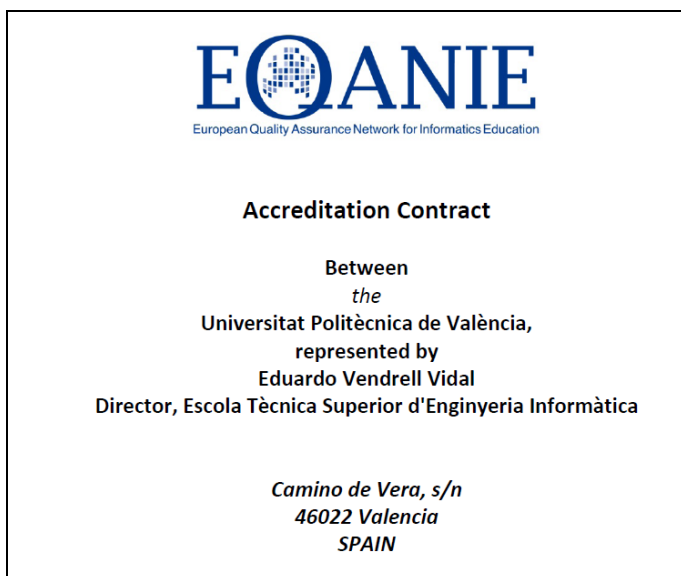 EQANIE
European Quality Assurance Network for Informatics Education
Accreditation Contract
Between
the
Universitat Politècnica de València,
represented by
Eduardo Vendrell Vidal
Director, Escola Tècnica Superior d'Enginyeria Informàtica
Camino de Vera, s/n
46022 Valencia
SPAIN